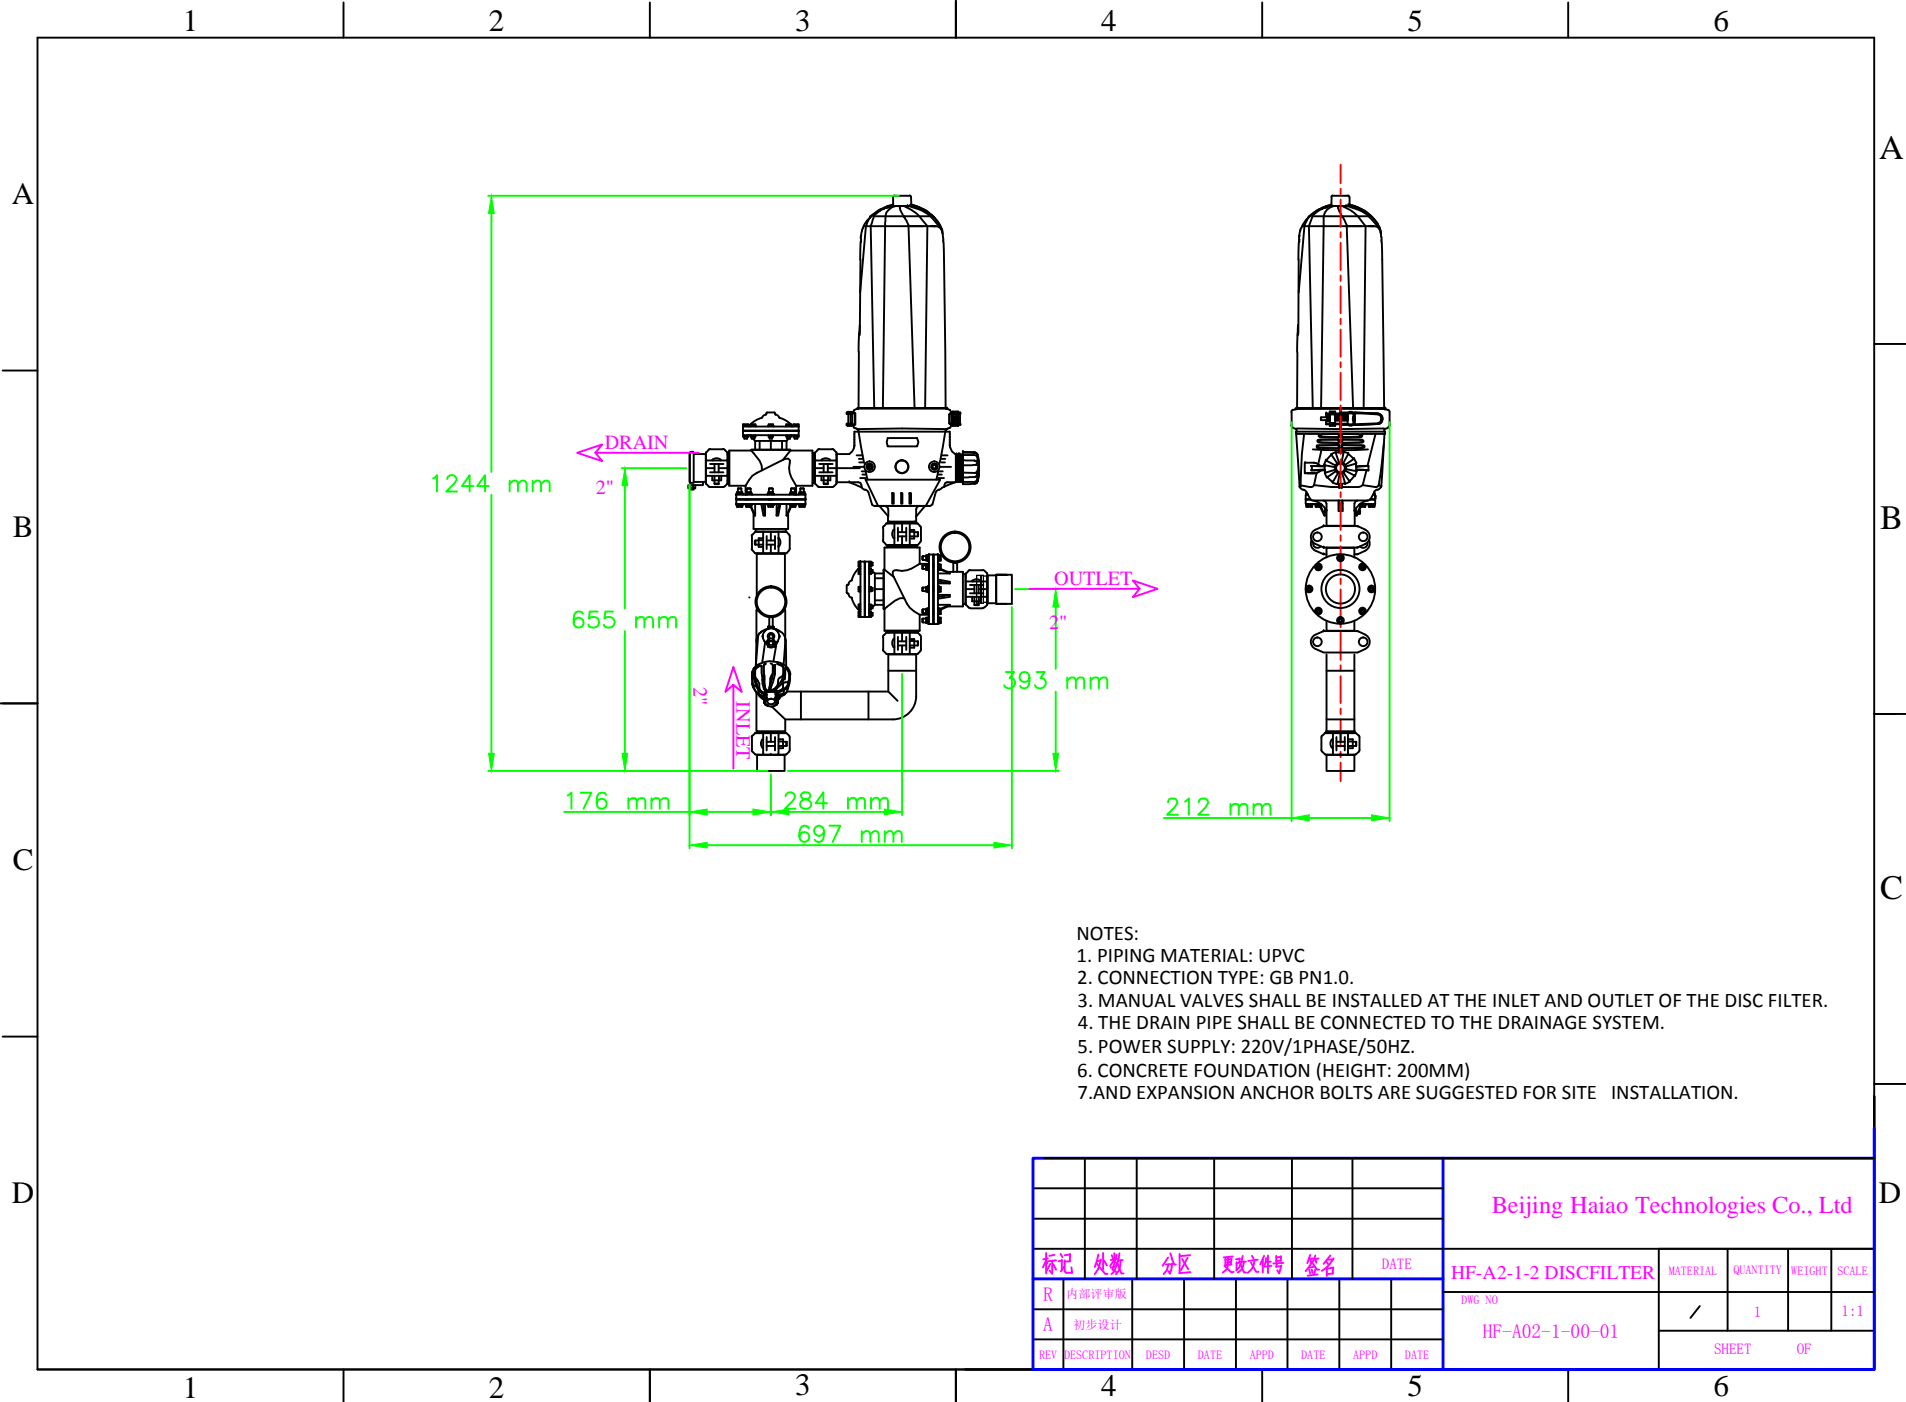 1 2 3 4 5 6
A A
B B
C C
D D
1244 mm
DRAIN
2"
655 mm
2"
INLET
OUTLET
2"
393 mm
176 mm
284 mm
697 mm
212 mm
NOTES:
1. PIPING MATERIAL: UPVC
2. CONNECTION TYPE: GB PN1.0.
3. MANUAL VALVES SHALL BE INSTALLED AT THE INLET AND OUTLET OF THE DISC FILTER.
4. THE DRAIN PIPE SHALL BE CONNECTED TO THE DRAINAGE SYSTEM.
5. POWER SUPPLY: 220V/1PHASE/50HZ.
6. CONCRETE FOUNDATION (HEIGHT: 200MM)
7.AND EXPANSION ANCHOR BOLTS ARE SUGGESTED FOR SITE INSTALLATION.
Beijing Haiao Technologies Co., Ltd
标记 处数 分区 更改文件号 签名 DATE
HF-A2-1-2 DISCFILTER MATERIAL QUANTITY WEIGHT SCALE
R 内部评审版
DWG NO
HF-A02-1-00-01
/ 1 1:1
A 初步设计
SHEET OF
REV DESCRIPTION DESD DATE APPD DATE APPD DATE
1 2 3 4 5 6